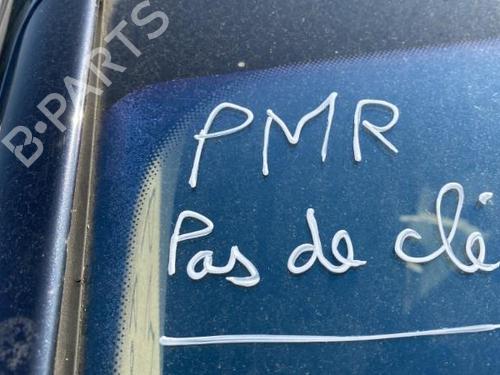 B-PARTS
PMR
Pas de clé